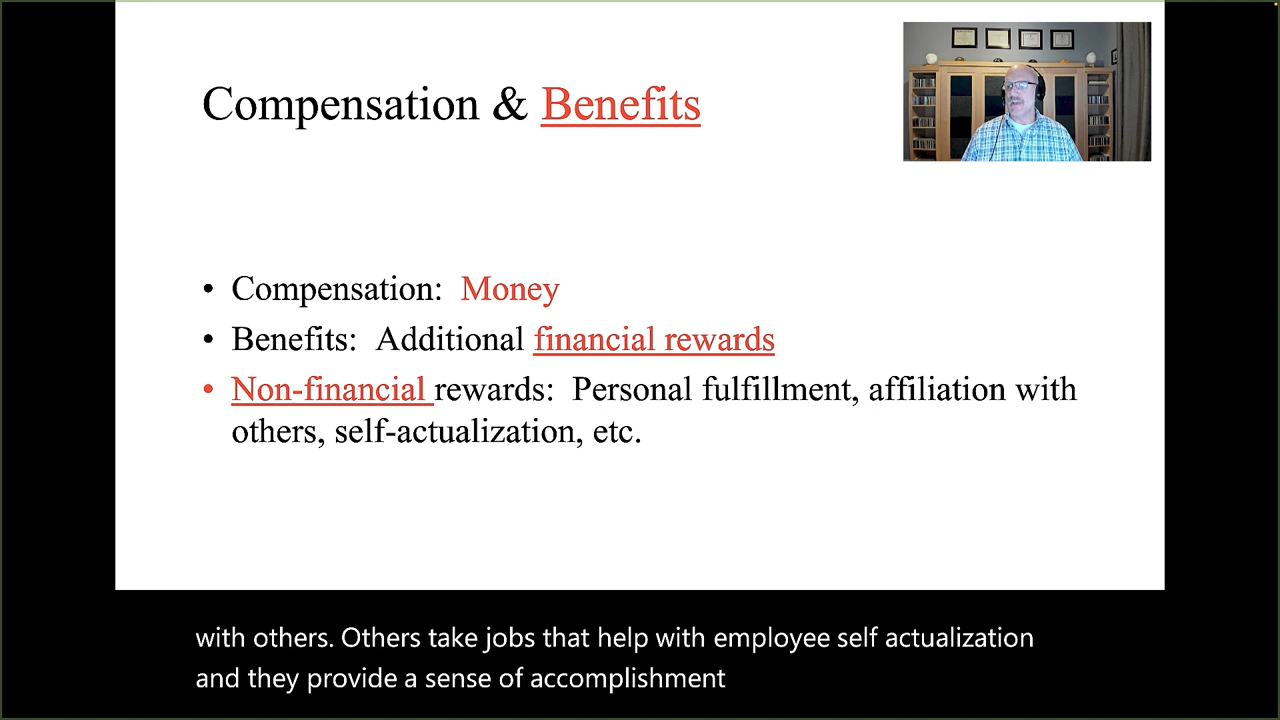 Compensation & Benefits
• Compensation: Money
• Benefits: Additional financial rewards
• Non-financial rewards: Personal fulfillment, affiliation with
others, self-actualization, etc.
with others. Others take jobs that help with employee self actualization
and they provide a sense of accomplishment